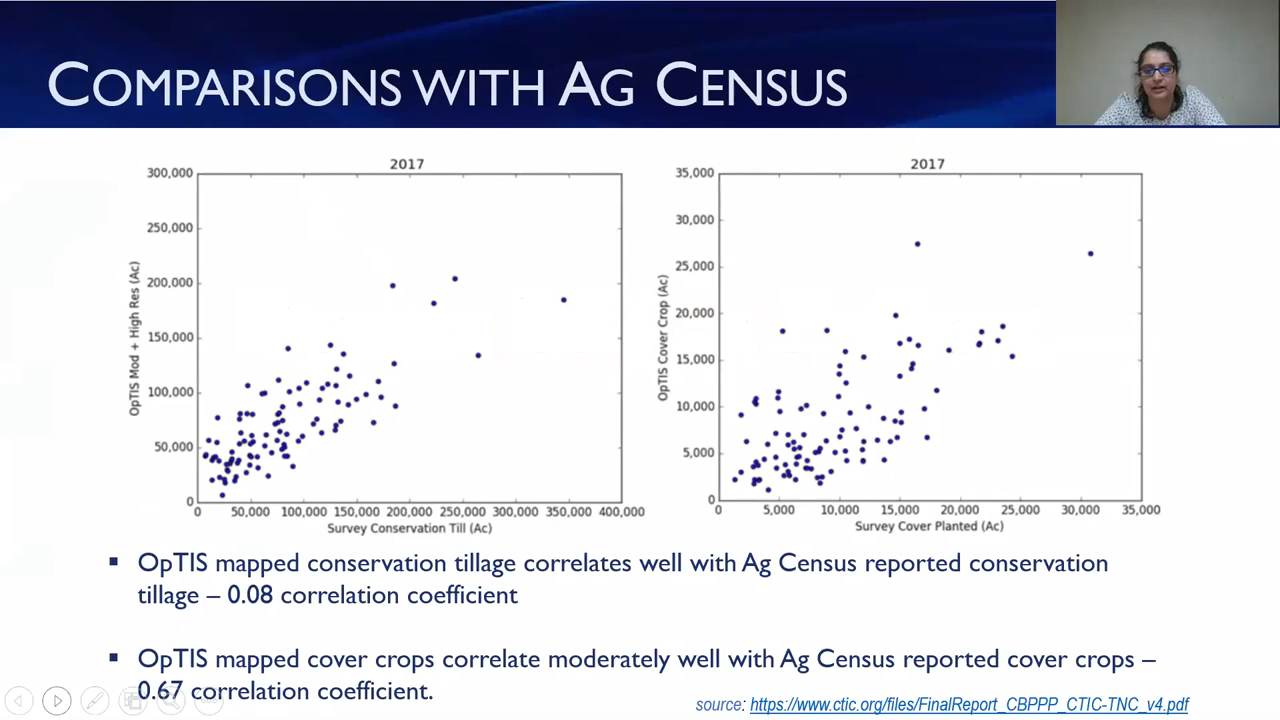 COMPARISONS WITH AG CENSUS
2017
300,000
250,000
200,000
150,000
100,000
50,000
0
OpTIS Mod + High Res (Ac)
0 50,000 100,000 150,000 200,000 250,000 300,000 350,000 400,000
Survey Conservation Till (Ac)
2017
35,000
30,000
25,000
20,000
15,000
10,000
5,000
0
OpTIS Cover Crop (Ac)
0 5,000 10,000 15,000 20,000 25,000 30,000 35,000
Survey Cover Planted (Ac)
▪ OpTIS mapped conservation tillage correlates well with Ag Census reported conservation
tillage – 0.08 correlation coefficient
▪ OpTIS mapped cover crops correlate moderately well with Ag Census reported cover crops –
0.67 correlation coefficient.
source: https://www.ctic.org/files/FinalReport_CBPPP_CTIC-TNC_v4.pdf